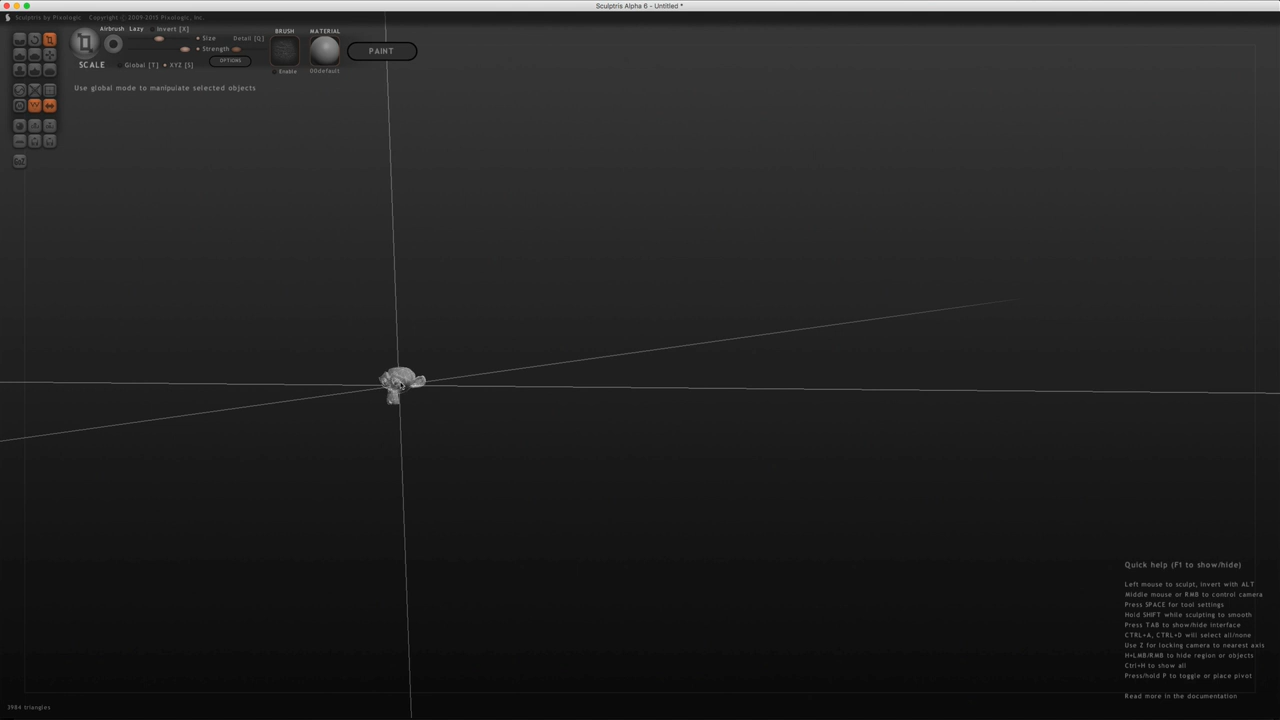 Sculptris Alpha 6 - Untitled *
Sculptris by Pixologic Copyright © 2009-2015 Pixologic, Inc.
Airbrush Lazy Invert [X]
Size Detail [Q]
Strength
SCALE Global [T] XYZ [S] OPTIONS
BRUSH
Enable
MATERIAL
00default
PAINT
Use global mode to manipulate selected objects
GoZ
Quick help (F1 to show/hide)
Left mouse to sculpt, invert with ALT
Middle mouse or RMB to control camera
Press SPACE for tool settings
Hold SHIFT while sculpting to smooth
Press TAB to show/hide interface
CTRL+A, CTRL+D will select all/none
Use Z for locking camera to nearest axis
H+LMB/RMB to hide region or objects
Ctrl+H to show all
Press/hold P to toggle or place pivot
Read more in the documentation
3984 triangles